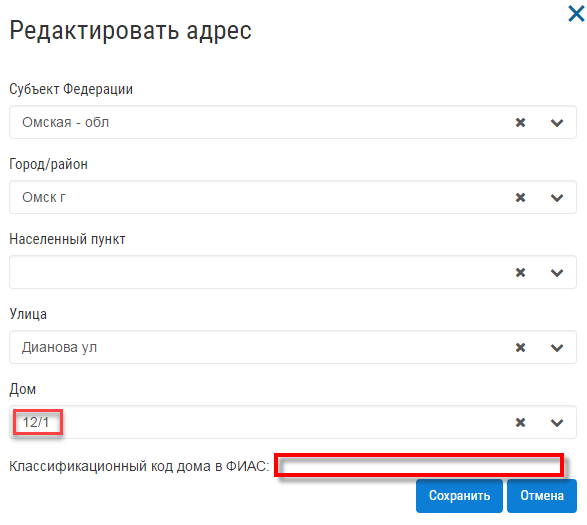 Редактировать адрес
Субъект Федерации
Омская - обл
Город/район
Омск г
Населенный пункт
Улица
Дианова ул
Дом
12/1
Классификационный код дома в ФИАС:
Сохранить Отмена